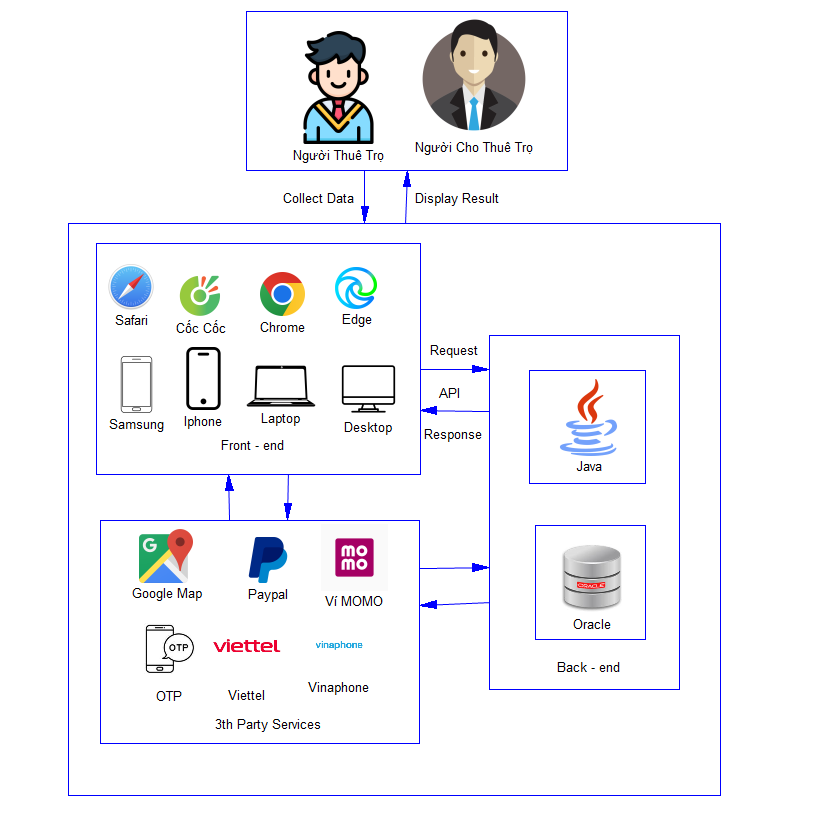 Người Thuê Trọ
Người Cho Thuê Trọ
Collect Data
Display Result
Safari
Cốc Cốc
Chrome
Edge
Samsung
Iphone
Laptop
Desktop
Front - end
Request
API
Response
Java
ORACLE
Oracle
Back - end
G
Google Map
Paypal
mo
mo
Ví MOMO
OTP
OTP
viettel
Viettel
vinaphone
Vinaphone
3th Party Services